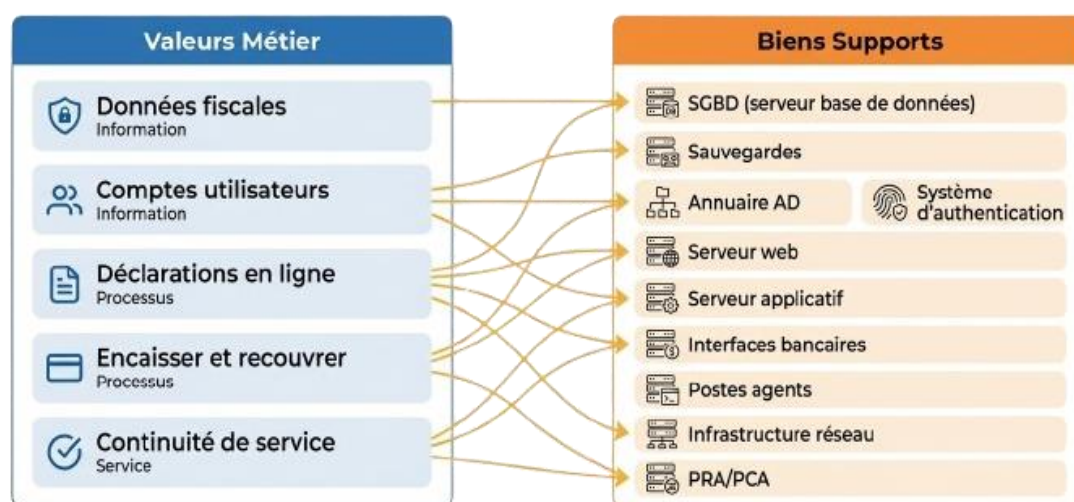 Valeurs Métier
Données fiscales
Information
Comptes utilisateurs
Information
Déclarations en ligne
Processus
Encaisser et recouvrer
Processus
Continuité de service
Service
Biens Supports
SGBD (serveur base de données)
Sauvegardes
Annuaire AD
Système
d'authentification
Serveur web
Serveur applicatif
Interfaces bancaires
Postes agents
Infrastructure réseau
PRA/PCA